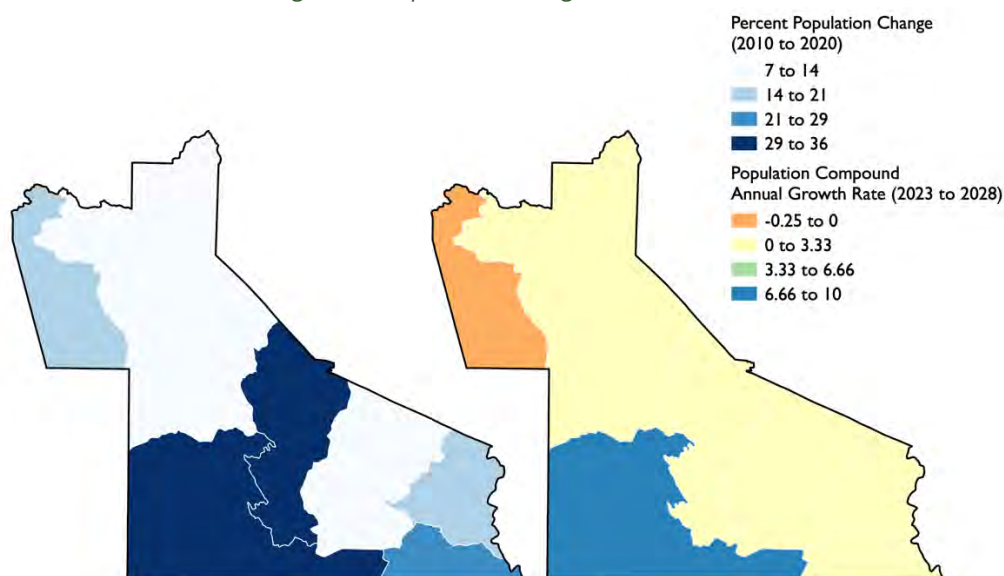 Percent Population Change
(2010 to 2020)
7 to 14
14 to 21
21 to 29
29 to 36
Population Compound
Annual Growth Rate (2023 to 2028)
-0.25 to 0
0 to 3.33
3.33 to 6.66
6.66 to 10